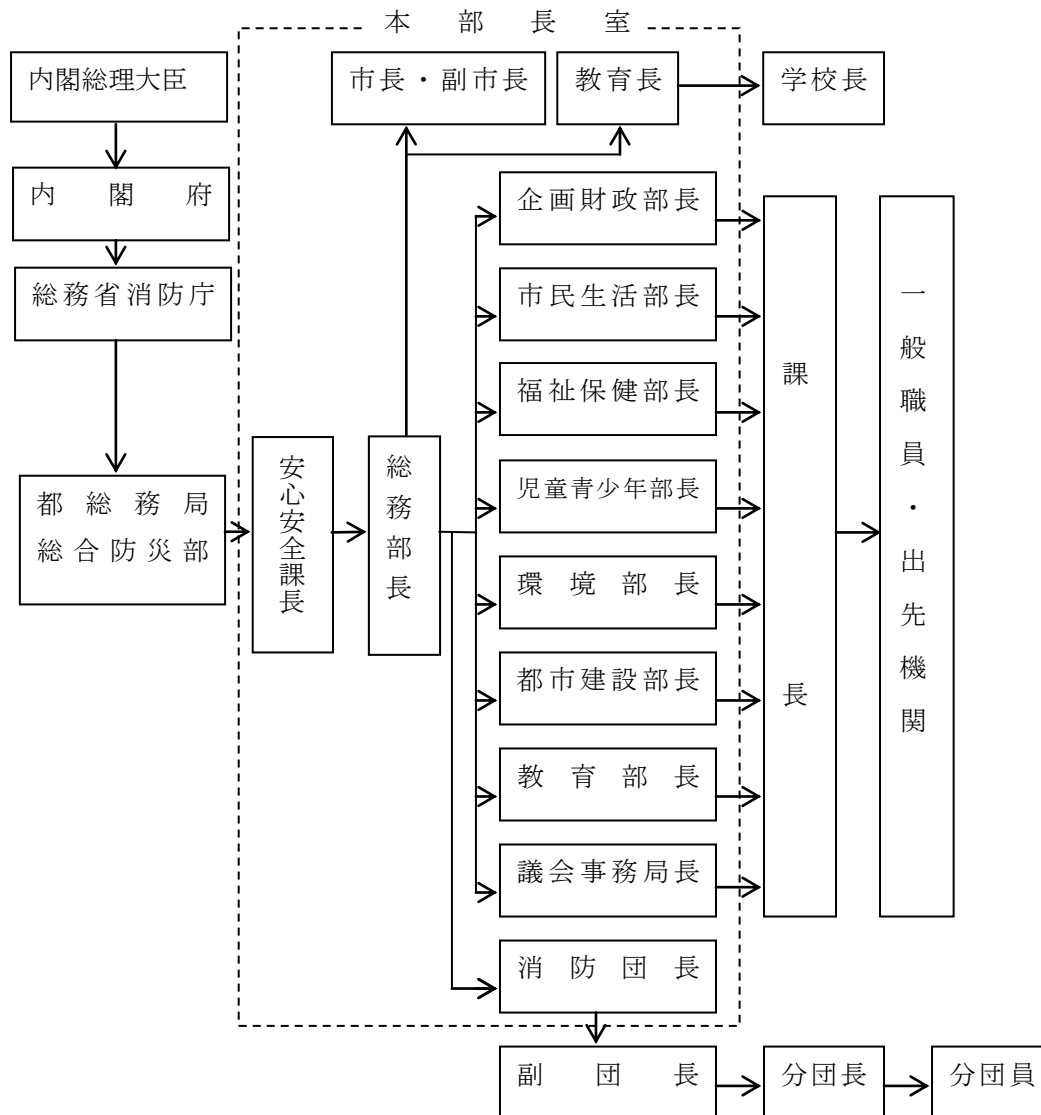 本部長室
内閣総理大臣
市長・副市長
教育長
学校長
内閣府
企画財政部長
総務省消防庁
市民生活部長
福祉保健部長
児童青少年部長
都総務局
総合防災部
安心安全課長
総務部長
環境部長
都市建設部長
教育部長
議会事務局長
課長
一般職員・出先機関
消防団長
副団長
分団長
分団員